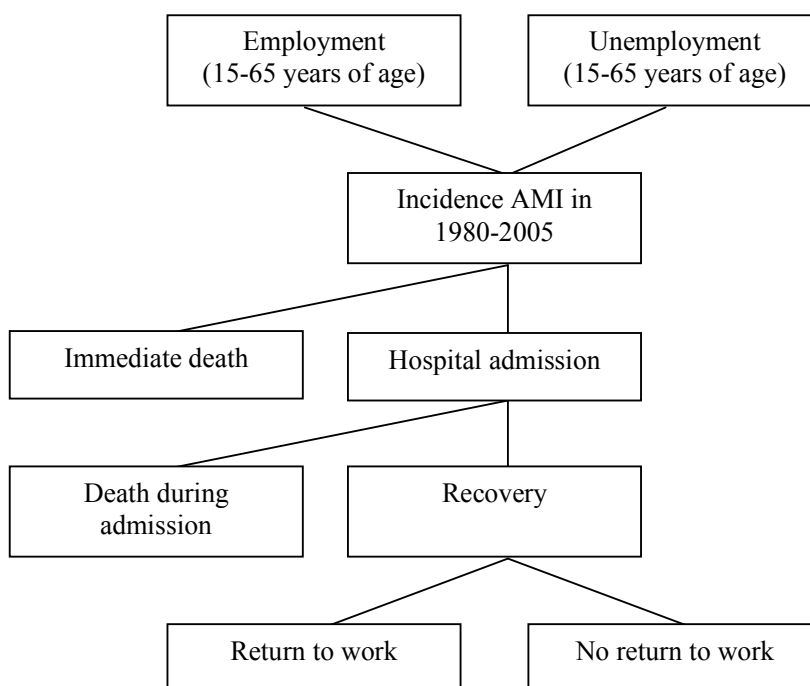 Employment
(15-65 years of age)
Unemployment
(15-65 years of age)
Incidence AMI in
1980-2005
Immediate death
Hospital admission
Death during
admission
Recovery
Return to work
No return to work